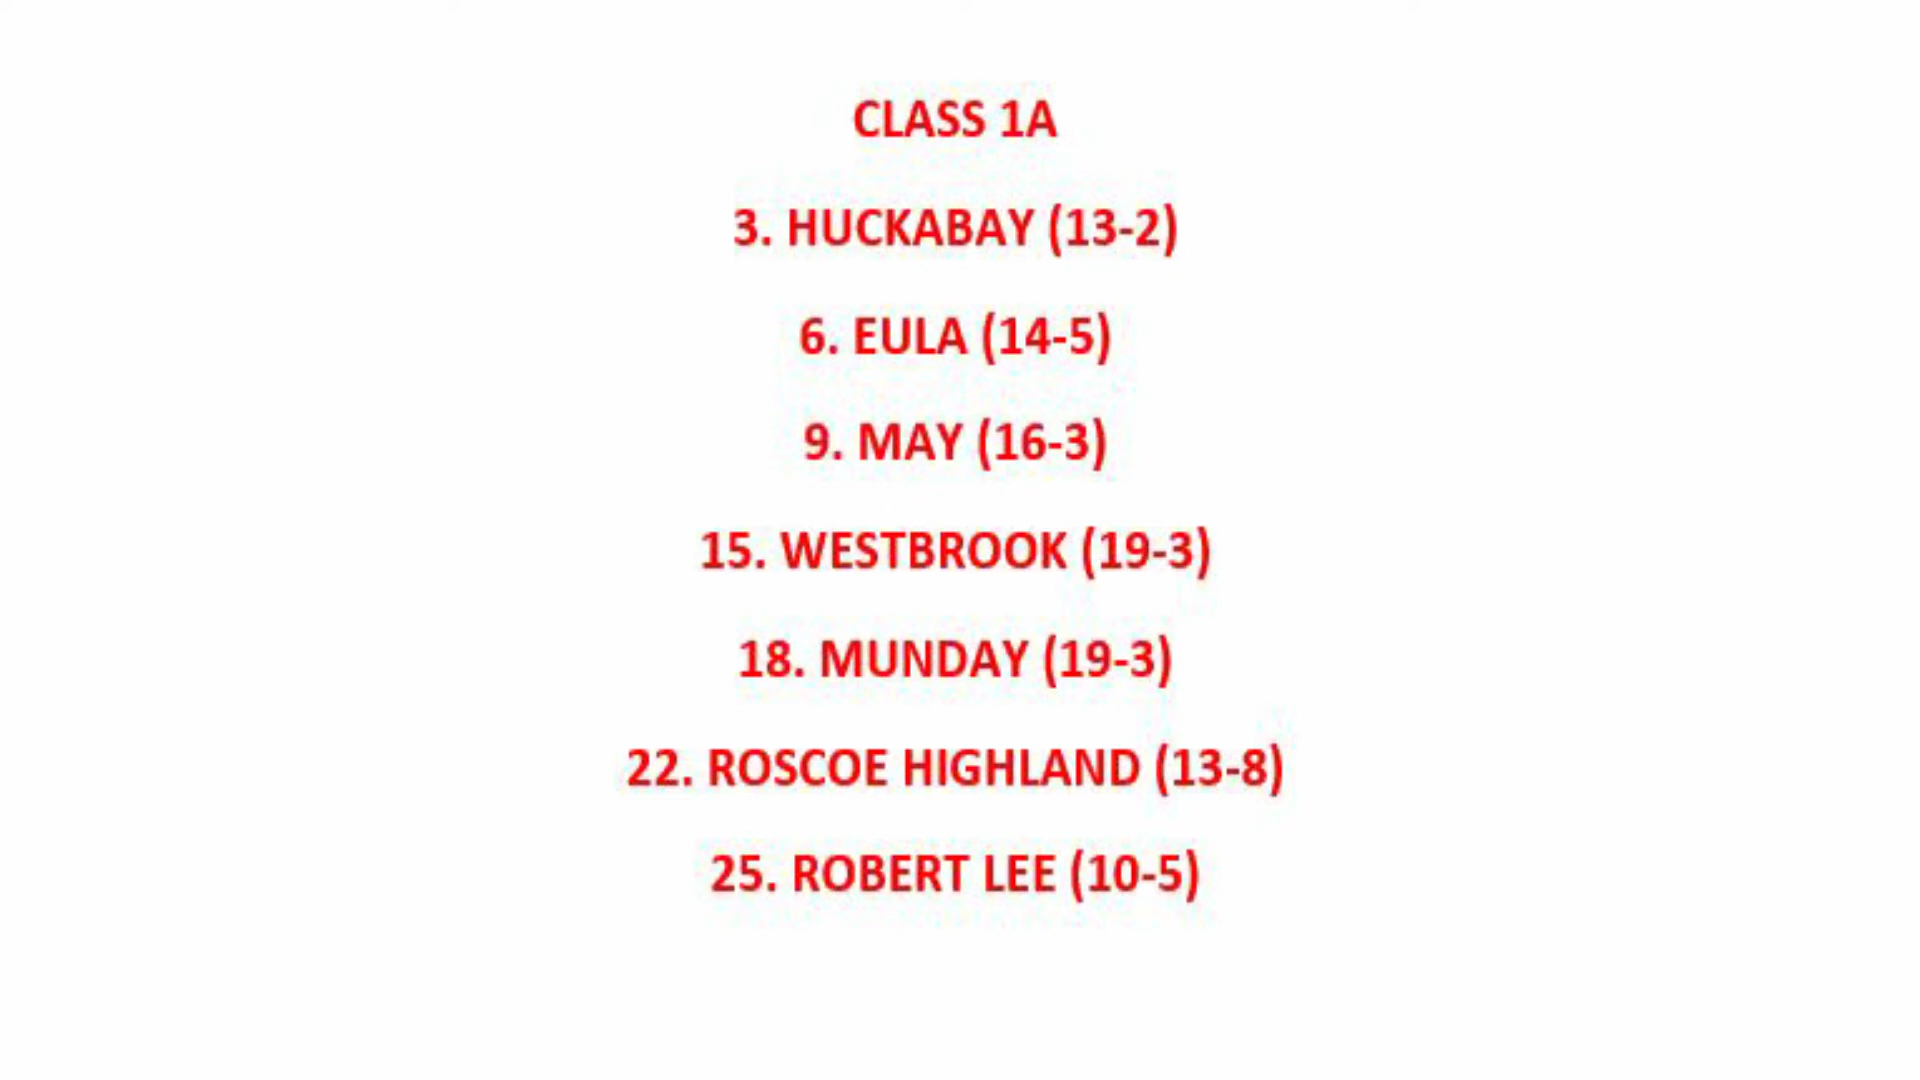 CLASS 1A
3. HUCKABAY (13-2)
6. EULA (14-5)
9. MAY (16-3)
15. WESTBROOK (19-3)
18. MUNDAY (19-3)
22. ROSCOE HIGHLAND (13-8)
25. ROBERT LEE (10-5)